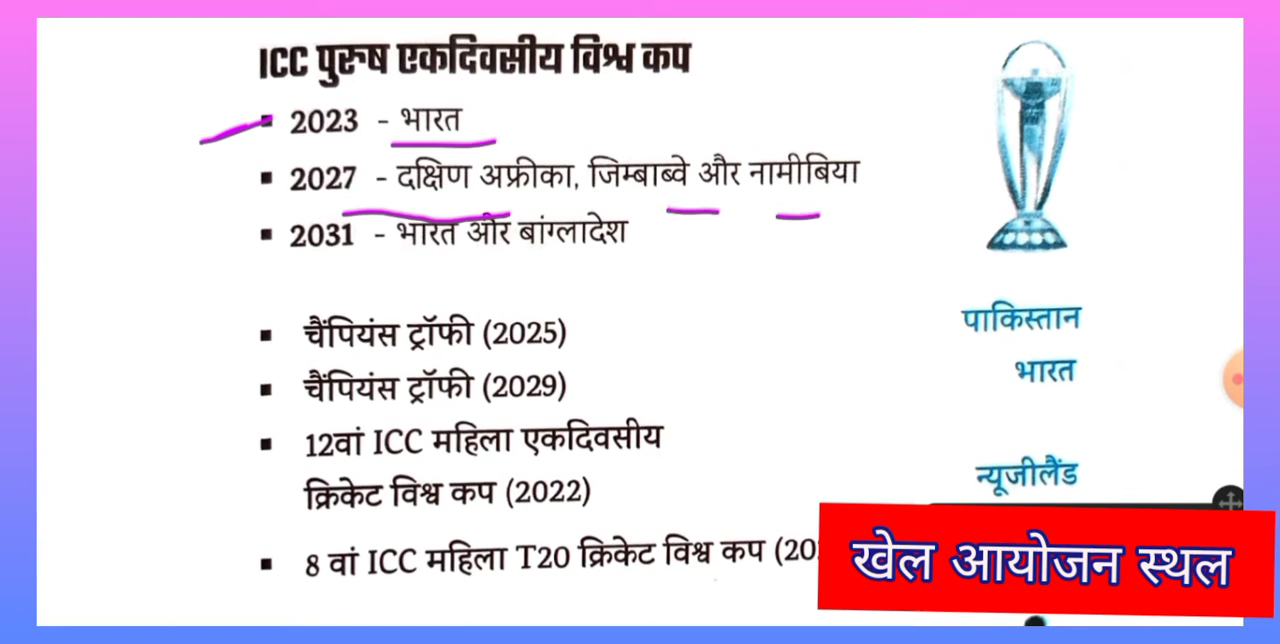 ICC पुरुष एकदिवसीय विश्व कप
▪ 2023 - भारत
▪ 2027 - दक्षिण अफ्रीका, जिम्बाब्वे और नामीबिया
▪ 2031 - भारत और बांग्लादेश
▪ चैंपियंस ट्रॉफी (2025) पाकिस्तान
▪ चैंपियंस ट्रॉफी (2029) भारत
▪ 12वां ICC महिला एकदिवसीय
क्रिकेट विश्व कप (2022) न्यूजीलैंड
▪ 8 वां ICC महिला T20 क्रिकेट विश्व कप
खेल आयोजन स्थल